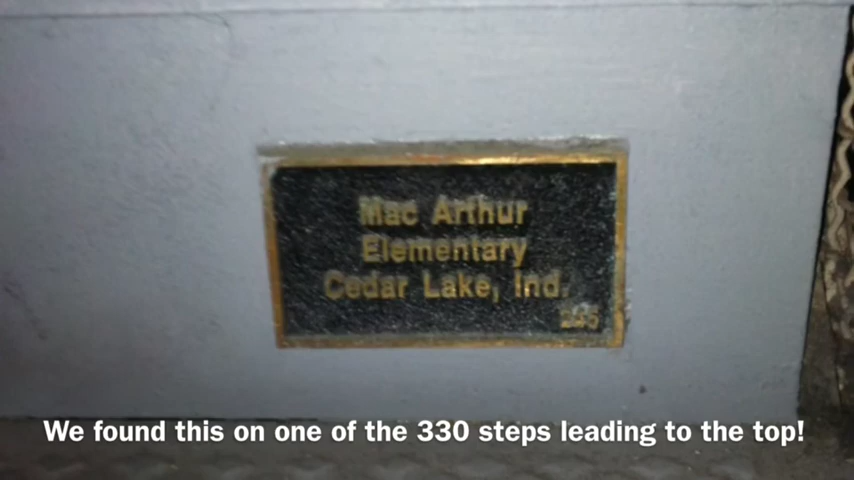 Mac Arthur
Elementary
Cedar Lake, Ind.
We found this on one of the 330 steps leading to the top!